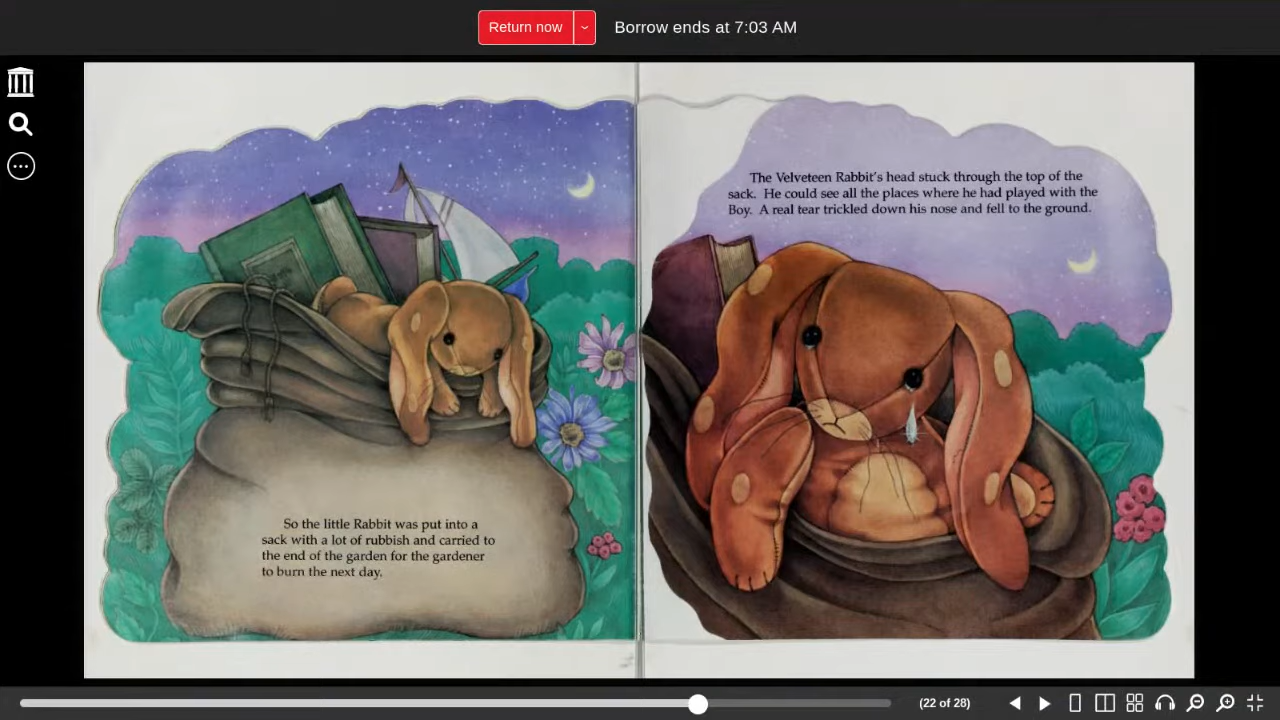 Return now
Borrow ends at 7:03 AM
The Velveteen Rabbit's head stuck through the top of the
sack. He could see all the places where he had played with the
Boy. A real tear trickled down his nose and fell to the ground.
So the little Rabbit was put into a
sack with a lot of rubbish and carried to
the end of the garden for the gardener
to burn the next day.
(22 of 28)